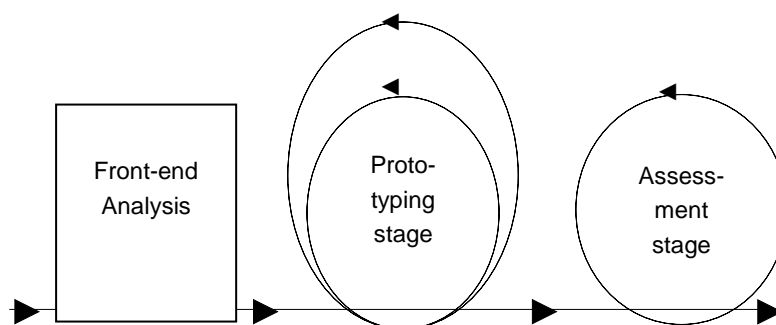 Front-end
Analysis
Proto-
typing
stage
Assess-
ment
stage